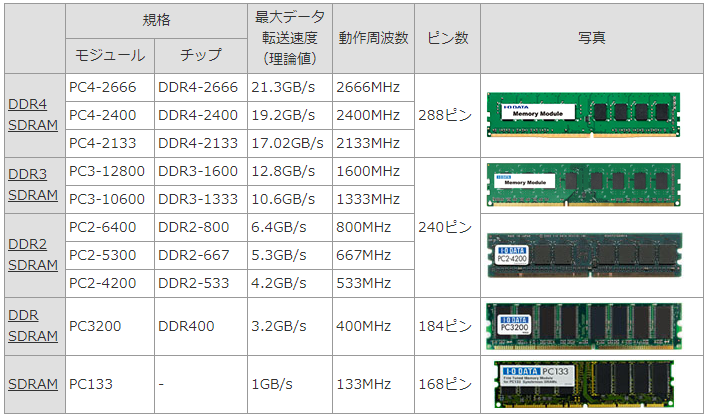 規格 最大データ転送速度（理論値） 動作周波数 ピン数 写真
モジュール チップ
DDR4 SDRAM
PC4-2666 DDR4-2666 21.3GB/s 2666MHz
PC4-2400 DDR4-2400 19.2GB/s 2400MHz 288ピン
PC4-2133 DDR4-2133 17.02GB/s 2133MHz
I-O DATA
Memory Module
DDR3 SDRAM
PC3-12800 DDR3-1600 12.8GB/s 1600MHz
PC3-10600 DDR3-1333 10.6GB/s 1333MHz
I-O DATA
Memory Module
240ピン
DDR2 SDRAM
PC2-6400 DDR2-800 6.4GB/s 800MHz
PC2-5300 DDR2-667 5.3GB/s 667MHz
PC2-4200 DDR2-533 4.2GB/s 533MHz
I-O DATA
PC2-4200
DDR SDRAM
PC3200 DDR400 3.2GB/s 400MHz 184ピン
I-O DATA
PC3200
SDRAM
PC133 - 1GB/s 133MHz 168ピン
I-O DATA PC133